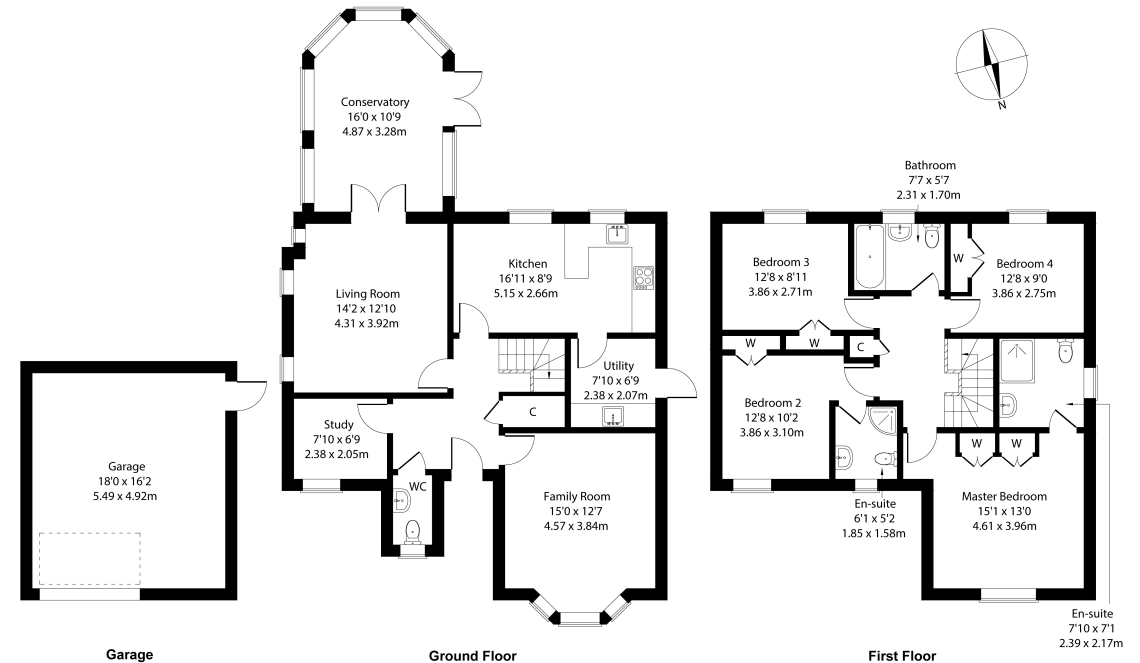 Conservatory
16'0 x 10'9
4.87 x 3.28m
N
Bathroom
7'7 x 5'7
2.31 x 1.70m
Kitchen
16'11 x 8'9
5.15 x 2.66m
Living Room
14'2 x 12'10
4.31 x 3.92m
Utility
7'10 x 6'9
2.38 x 2.07m
C
Study
7'10 x 6'9
2.38 x 2.05m
WC
Family Room
15'0 x 12'7
4.57 x 3.84m
Garage
18'0 x 16'2
5.49 x 4.92m
Bedroom 3
12'8 x 8'11
3.86 x 2.71m
W
Bedroom 4
12'8 x 9'0
3.86 x 2.75m
W
W
C
Bedroom 2
12'8 x 10'2
3.86 x 3.10m
W
W
Master Bedroom
15'1 x 13'0
4.61 x 3.96m
En-suite
6'1 x 5'2
1.85 x 1.58m
En-suite
7'10 x 7'1
2.39 x 2.17m
Garage
Ground Floor
First Floor